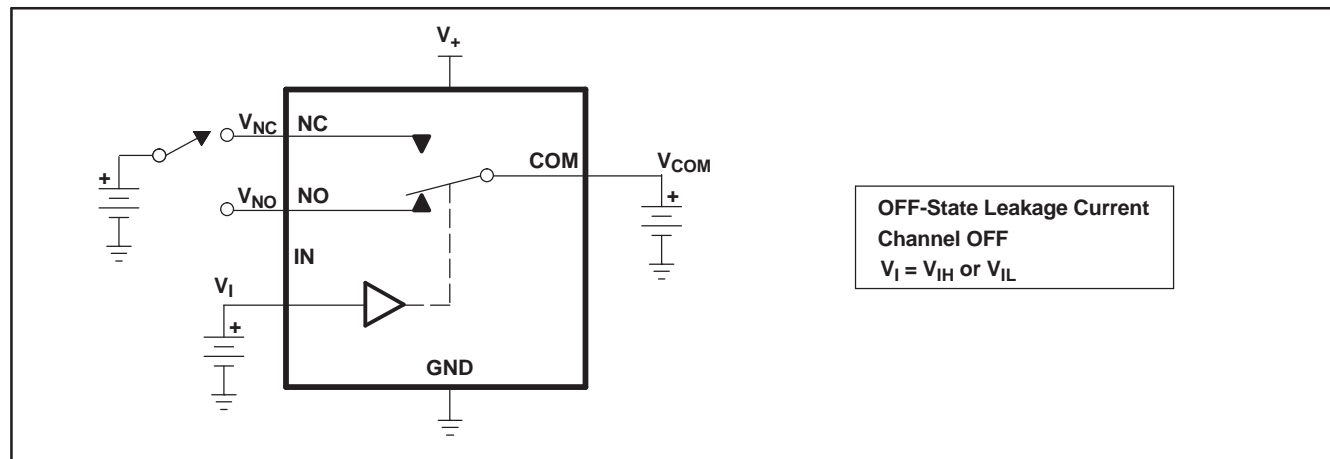 V+
VNC NC
COM VCOM
+
VNO NO
+
IN
VI
+
GND
OFF-State Leakage Current
Channel OFF
VI = VIH or VIL